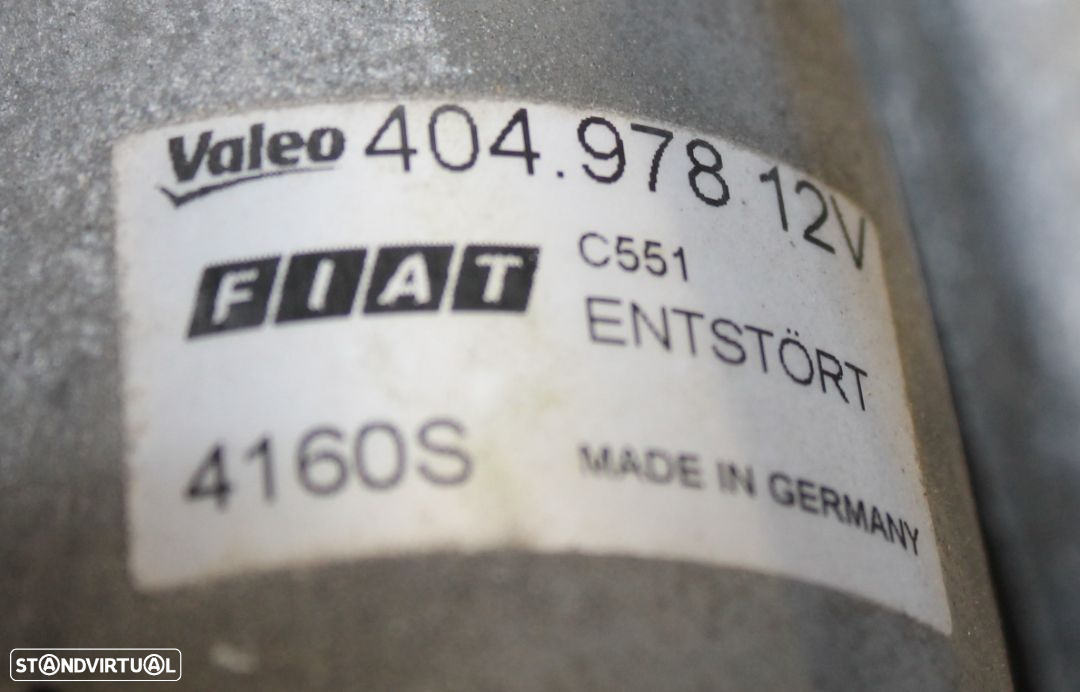 Valeo 404.978 12V
FIAT C551
ENTSTÖRT
4160S MADE IN GERMANY
STANDVIRTUAL